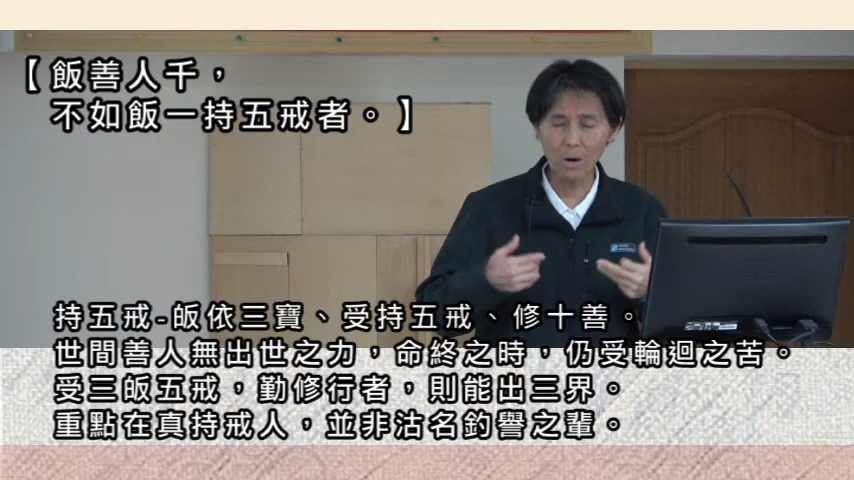 【飯善人千，
不如飯一持五戒者。】
持五戒-皈依三寶、受持五戒、修十善。
世間善人無出世之力，命終之時，仍受輪迴之苦。
受三皈五戒，勤修行者，則能出三界。
重點在真持戒人，並非沽名釣譽之輩。